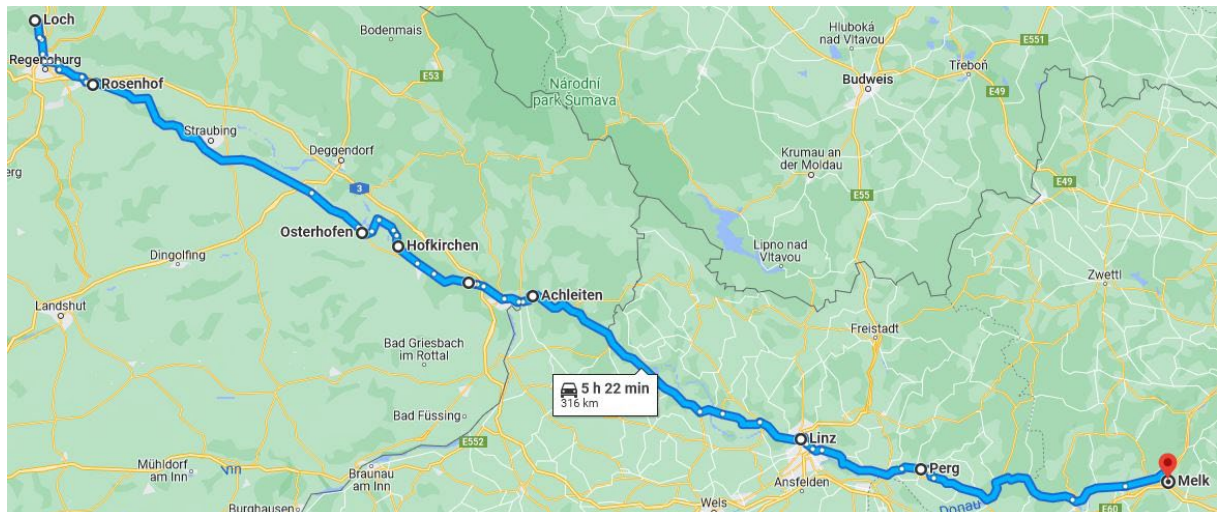 Loch
Bodenmais
Hluboká
nad Vltavou
E551
Třeboň
Regensburg
Rosenhof
E53
Národní
park Šumava
Budweis
E49
Straubing
Deggendorf
Krumau an
der Moldau
3
E49
E55
Osterhofen
Hofkirchen
Dingolfing
Lipno nad
Vltavou
Zwettl
Landshut
Achleiten
Freistadt
Bad Griesbach
im Rottal
5 h 22 min
316 km
Bad Füssing
Linz
E552
Mühldorf
am Inn
Inn
Braunau
am Inn
Perg
Melk
Ansfelden
Wels
Donau
E60
Burghausen